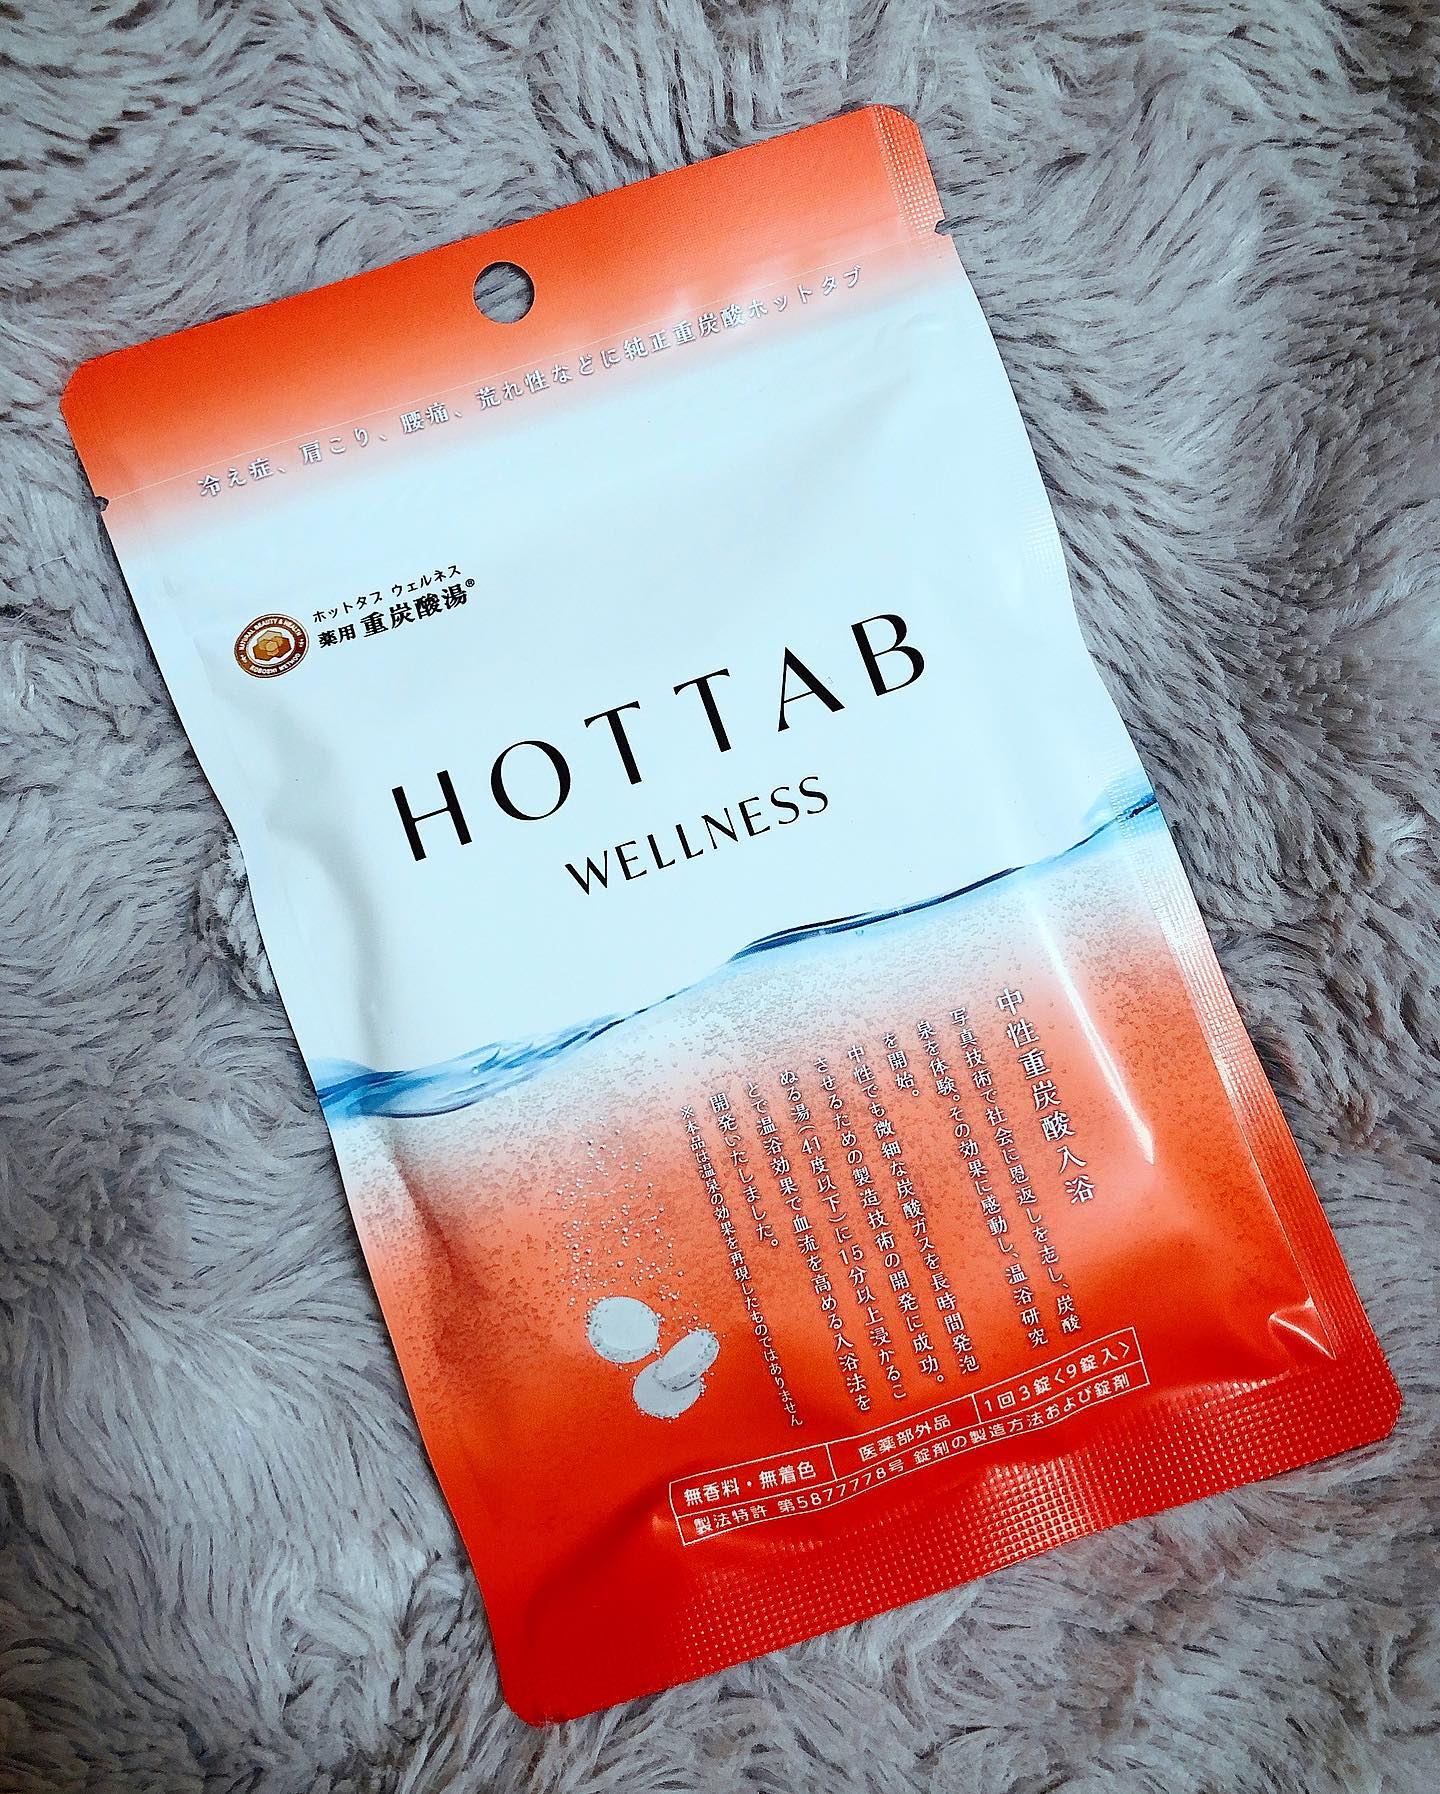 冷え症、肩こり、腰痛、荒れ性などに純正重炭酸ホットタブ
ホットタブ ウェルネス
薬用 重炭酸湯®
NATURAL BEAUTY & HEALTH
HOTTAB
WELLNESS
中性重炭酸入浴
写真技術で社会に恩返しを志し、炭酸
泉を体験。その効果に感動し、温浴研究
を開始。
中性でも微細な炭酸ガスを長時間発泡
させるための製造技術の開発に成功。
ぬる湯(41度以下)に15分以上浸かるこ
とで温浴効果で血流を高める入浴法を
開発いたしました。
※本品は温泉の効果を再現したものではありません
無香料・無着色 医薬部外品 1回3錠<9錠入>
製法特許 第5877778号 錠剤の製造方法および錠剤